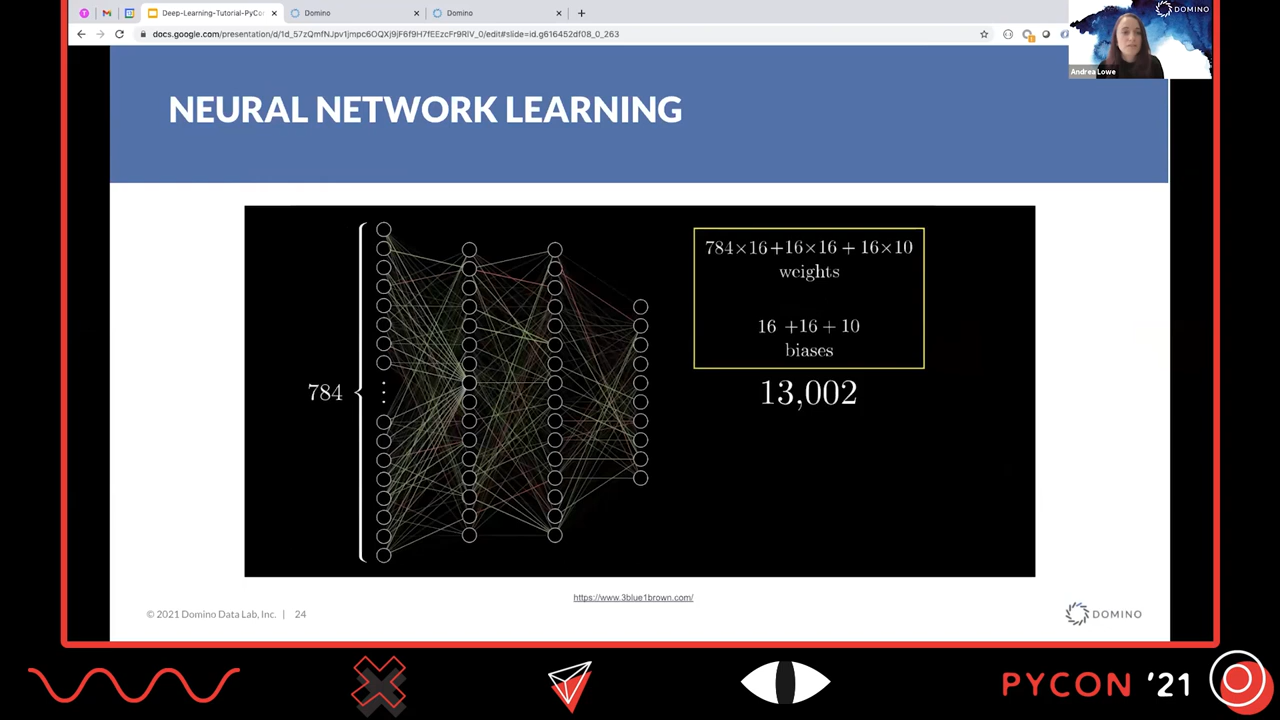 Deep-Learning-Tutorial-PyCon
Domino
Domino
docs.google.com/presentation/d/1d_57zQmfNJpv1jmpc6OQXj9jF6f9H7fEEzcFr9RlV_0/edit#slide=id.g616452df08_0_263
DOMINO
Andrea Lowe
NEURAL NETWORK LEARNING
784×16+16×16 + 16×10
weights
16 +16 + 10
biases
13,002
784
https://www.3blue1brown.com/
© 2021 Domino Data Lab, Inc. | 24
DOMINO
PYCON '21